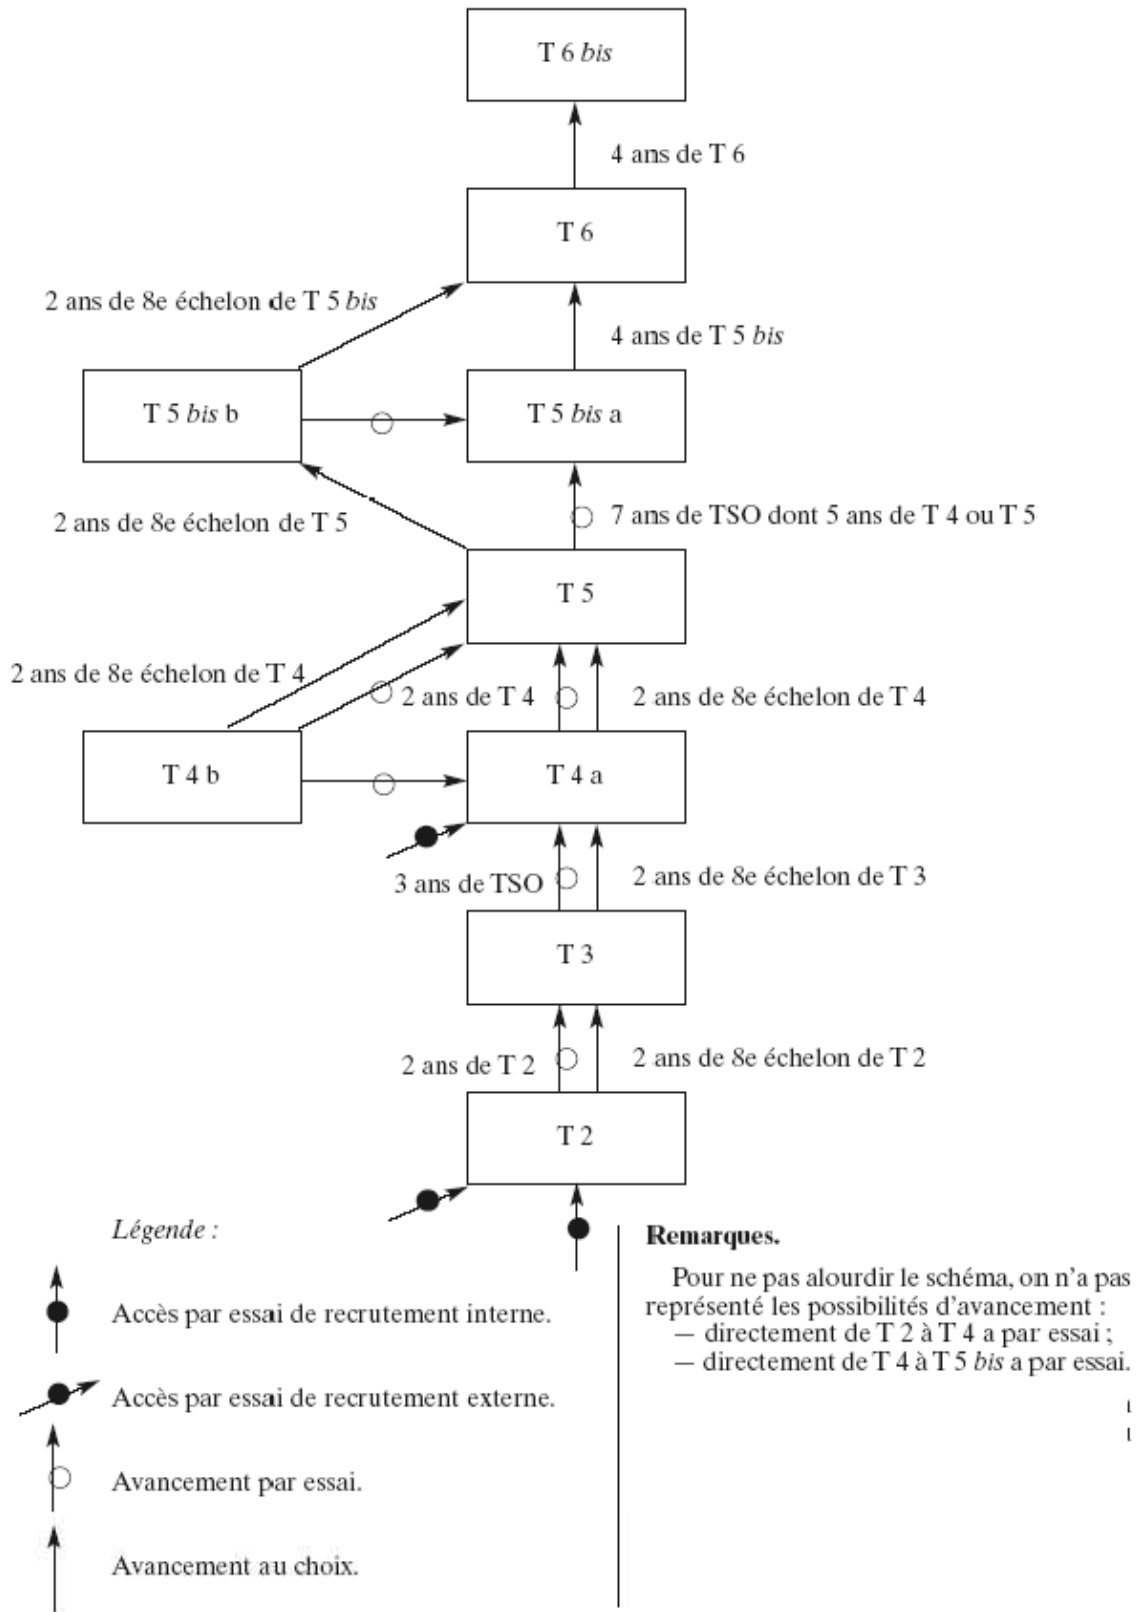 T 6 bis
4 ans de T 6
T 6
2 ans de 8e échelon de T 5 bis
4 ans de T 5 bis
T 5 bis b
T 5 bis a
2 ans de 8e échelon de T 5
7 ans de TSO dont 5 ans de T 4 ou T 5
T 5
2 ans de 8e échelon de T 4
2 ans de T 4
2 ans de 8e échelon de T 4
T 4 b
T 4 a
3 ans de TSO
2 ans de 8e échelon de T 3
T 3
2 ans de T 2
2 ans de 8e échelon de T 2
T 2
Légende :
Accès par essai de recrutement interne.
Accès par essai de recrutement externe.
Avancement par essai.
Avancement au choix.
Remarques.
Pour ne pas alourdir le schéma, on n'a pas
représenté les possibilités d'avancement :
— directement de T 2 à T 4 a par essai ;
— directement de T 4 à T 5 bis a par essai.